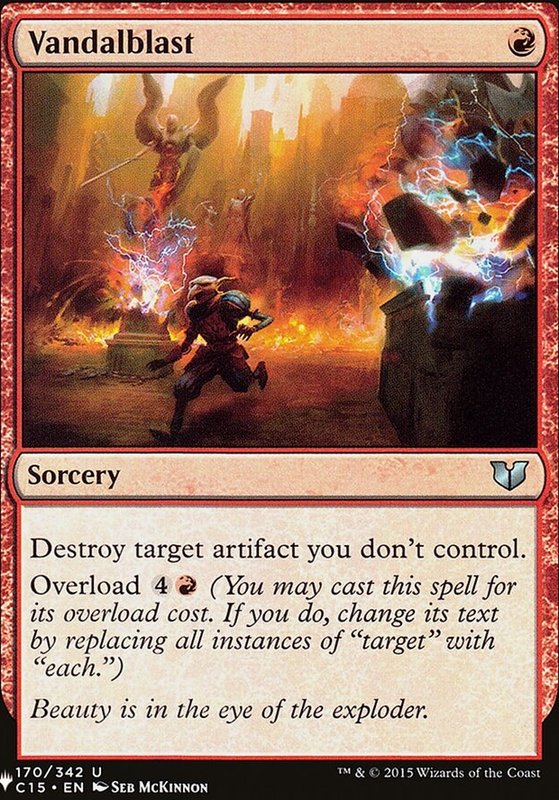 Vandalblast
Sorcery
Destroy target artifact you don't control.
Overload 4 (You may cast this spell for
its overload cost. If you do, change its text
by replacing all instances of “target” with
“each.”)
Beauty is in the eye of the exploder.
170/342 U
C15 • EN Seb McKinnon
™ & © 2015 Wizards of the Coast